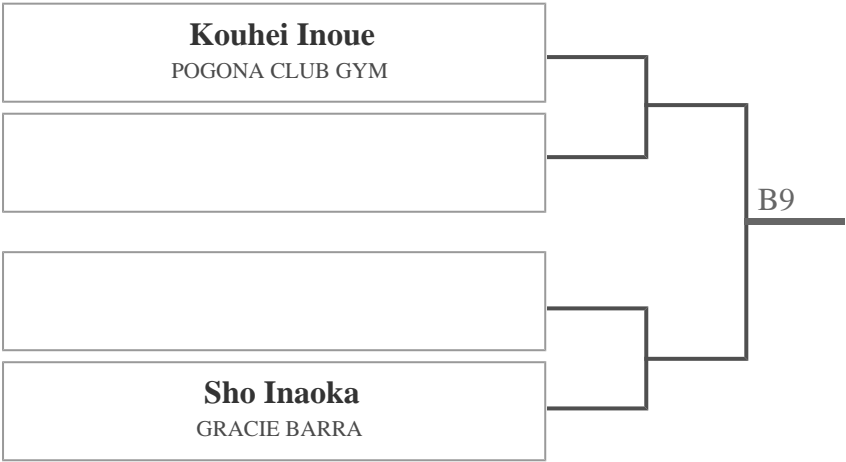 Kouhei Inoue
POGONA CLUB GYM
B9
Sho Inaoka
GRACIE BARRA